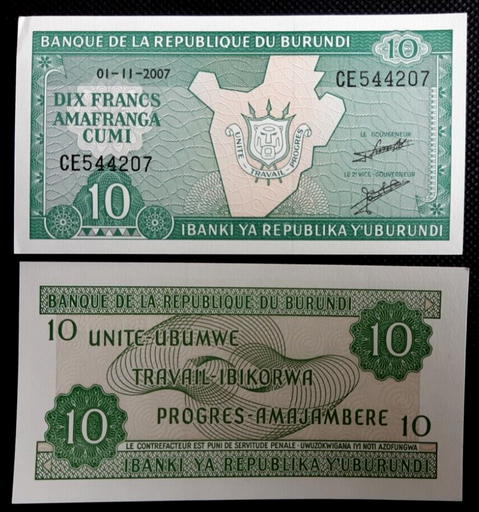 BANQUE DE LA REPUBLIQUE DU BURUNDI
10
01-11-2007
CE544207
DIX FRANCS
AMAFRANGA
CUMI
LE GOUVERNEUR
CE544207
UNITE TRAVAIL PROGRES
LE 2e VICE-GOUVERNEUR
10
IBANKI YA REPUBLIKA Y'UBURUNDI
BANQUE DE LA REPUBLIQUE DU BURUNDI
10
10
UNITE-UBUMWE
TRAVAIL-IBIKORWA
PROGRES-AMAJAMBERE
10
10
LE CONTREFACTEUR EST PUNI DE SERVITUDE PENALE - UWUZOKWIGANA IYI NOTI AZOFUNGWA
IBANKI YA REPUBLIKA Y'UBURUNDI